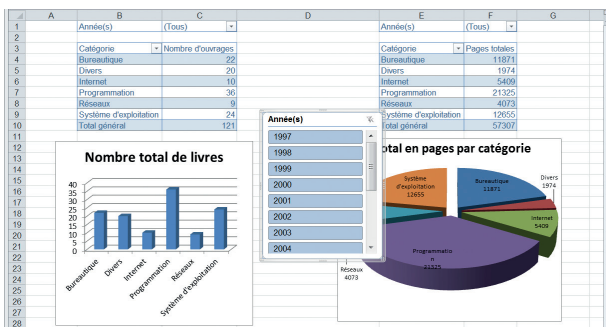 A B C D E F G
1 Année(s) (Tous) Année(s) (Tous)
2
3 Catégorie Nombre d'ouvrages Catégorie Pages totales
4 Bureautique 22 Bureautique 11871
5 Divers 20 Divers 1974
6 Internet 10 Internet 5409
7 Programmation 36 Programmation 21325
8 Réseaux 9 Réseaux 4073
9 Système d'exploitation 24 Système d'exploitation 12655
10 Total général 121 Total général 57307
11
12
13
14
15
16
17
18
19
20
21
22
23
24
25
26
27
28
Année(s)
1997
1998
1999
2000
2001
2002
2003
2004
Nombre total de livres
40
35
30
25
20
15
10
5
0
Bureautique
Divers
Internet
Programmation
Réseaux
Système d'exploitation
otal en pages par catégorie
Système
d'exploitation
12655
Bureautique
11871
Divers
1974
Internet
5409
Programmatio
n
21325
Réseaux
4073